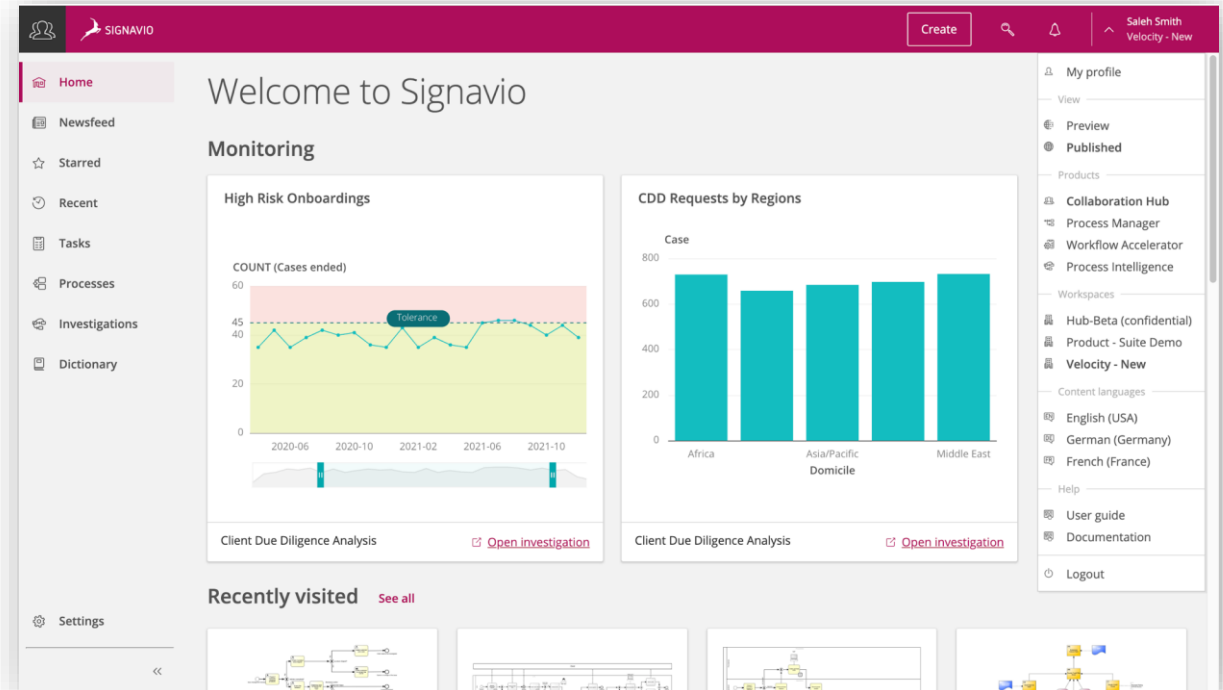 SIGNAVIO
Create
Saleh Smith
Velocity - New
Home
Newsfeed
Starred
Recent
Tasks
Processes
Investigations
Dictionary
Settings
Welcome to Signavio
Monitoring
High Risk Onboardings
COUNT (Cases ended)
60
45
40
20
0
Tolerance
2020-06 2020-10 2021-02 2021-06 2021-10
Client Due Diligence Analysis
Open investigation
CDD Requests by Regions
Case
800
600
400
200
0
Africa Asia/Pacific Middle East
Domicile
Client Due Diligence Analysis
Open investigation
Recently visited See all
My profile
View
Preview
Published
Products
Collaboration Hub
Process Manager
Workflow Accelerator
Process Intelligence
Workspaces
Hub-Beta (confidential)
Product - Suite Demo
Velocity - New
Content languages
English (USA)
German (Germany)
French (France)
Help
User guide
Documentation
Logout